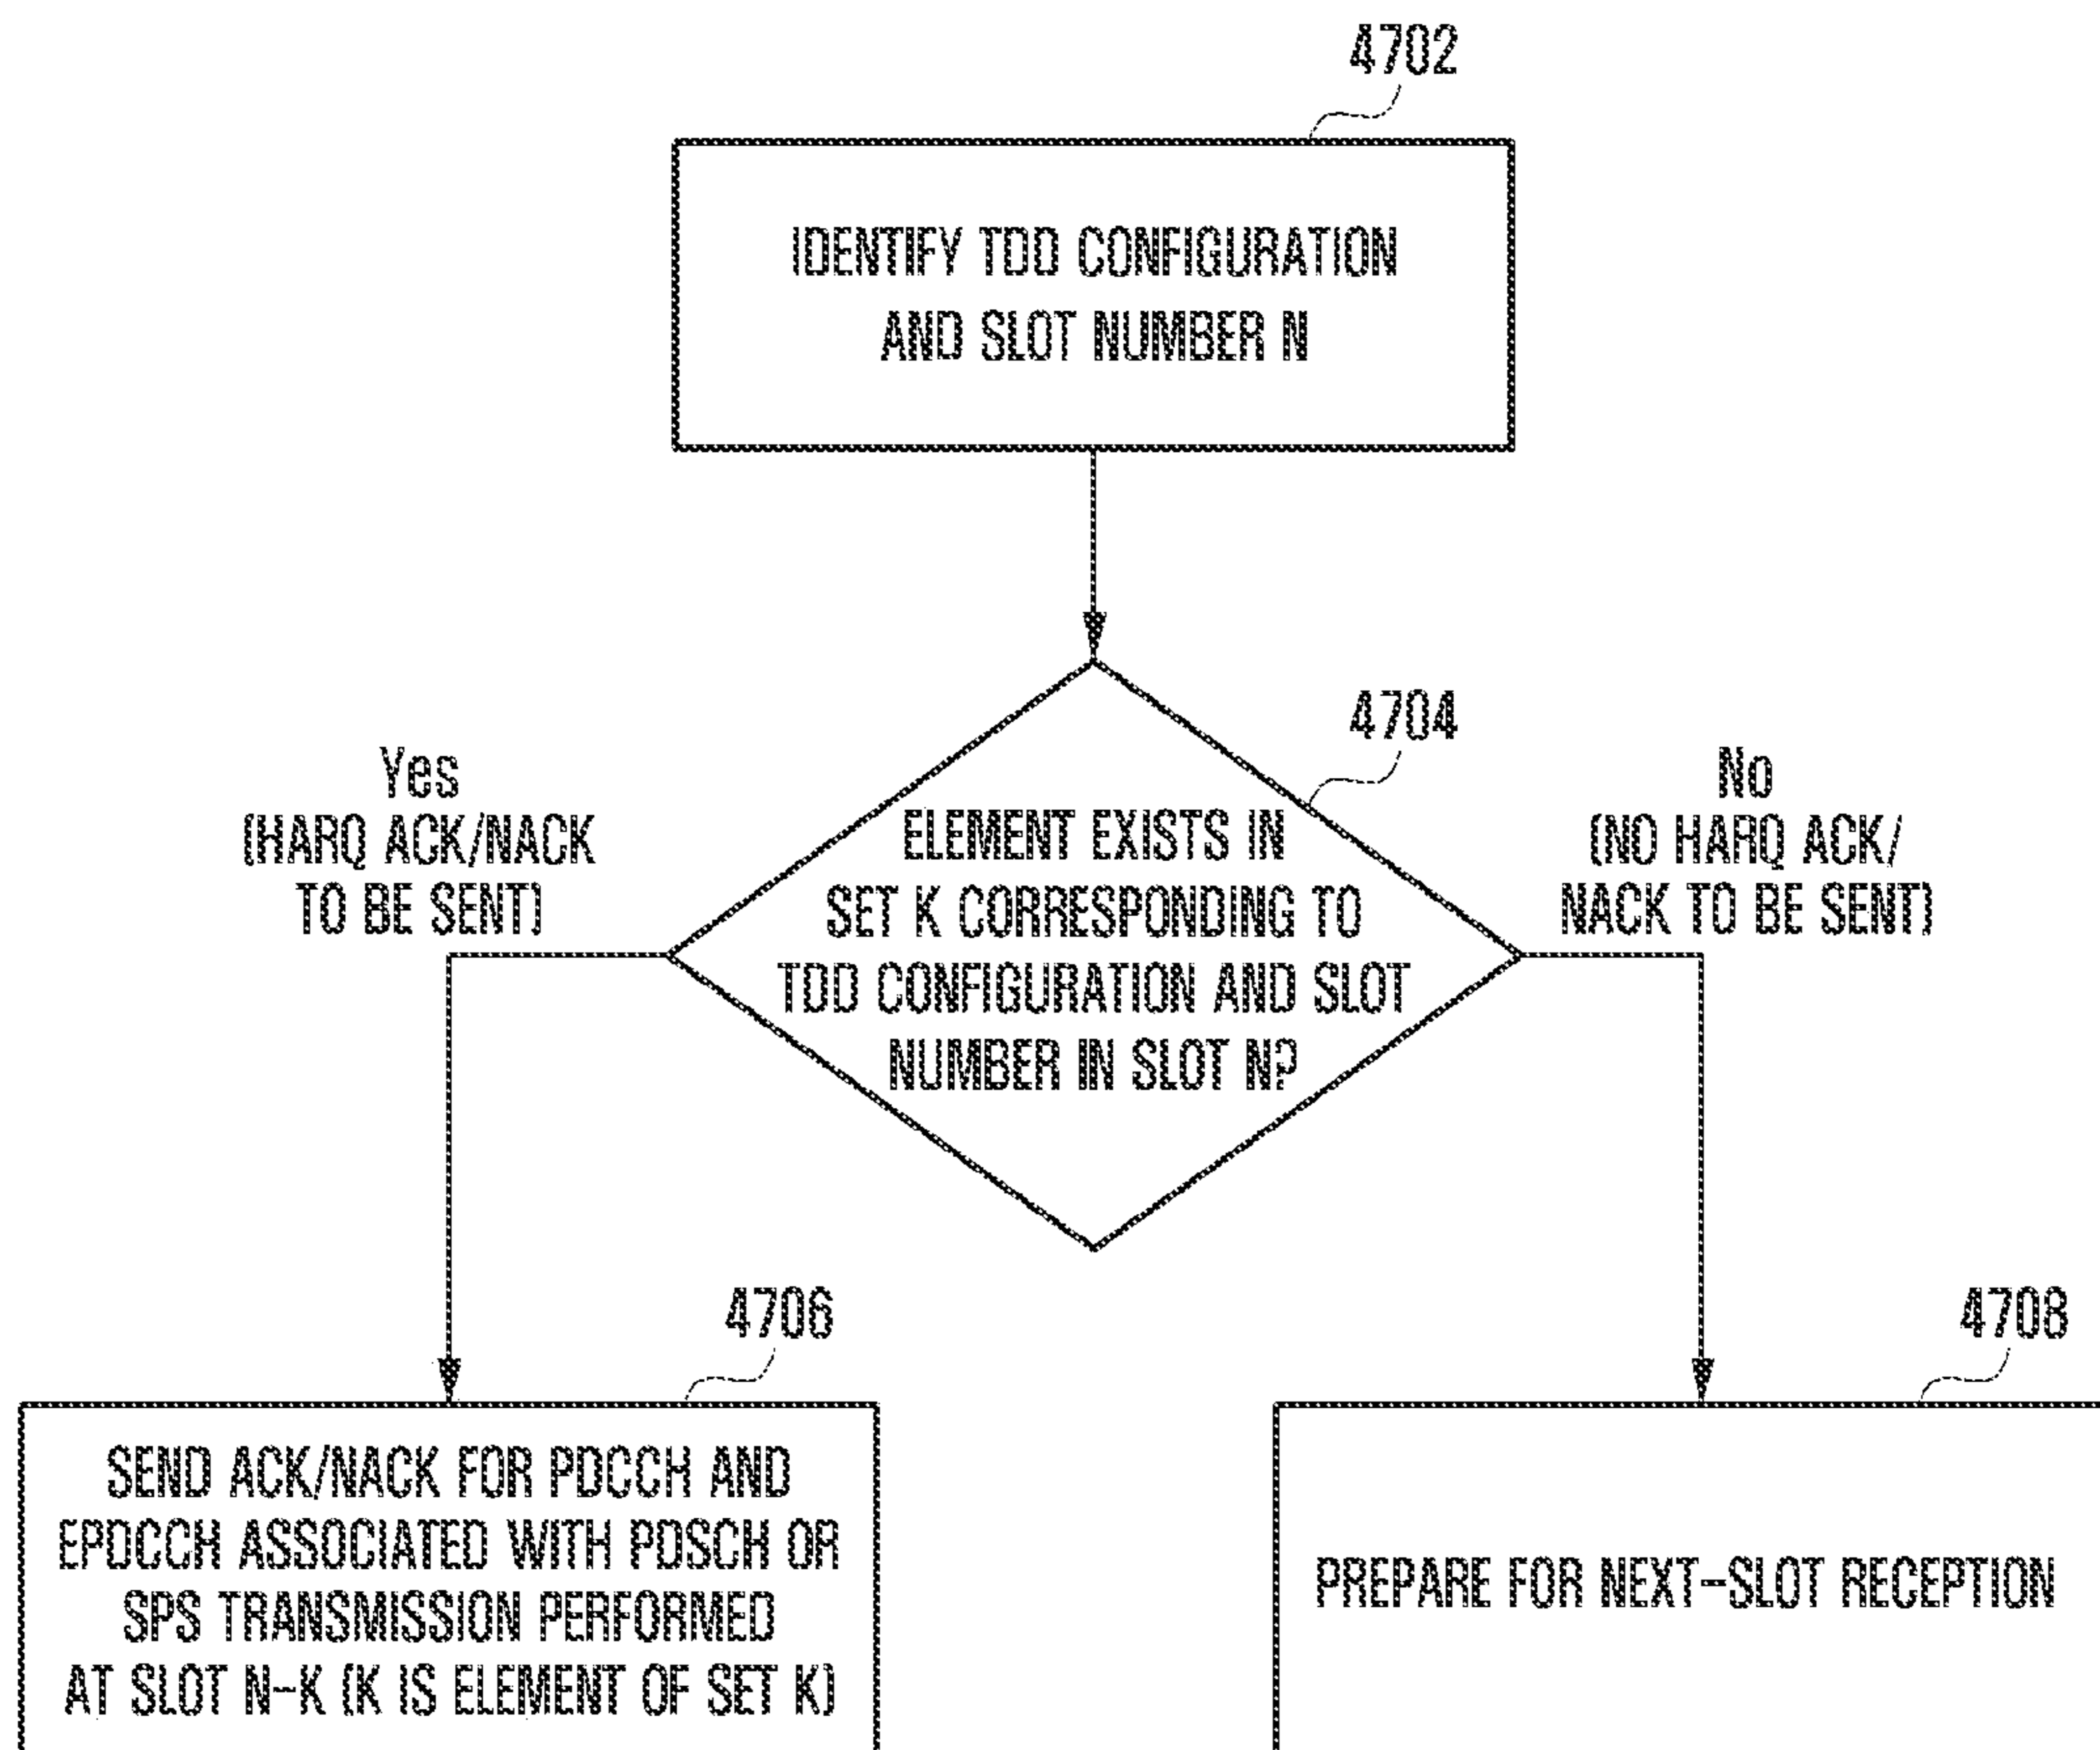 4702
IDENTIFY TDD CONFIGURATION
AND SLOT NUMBER N
4704
Yes
(HARQ ACK/NACK
TO BE SENT)
ELEMENT EXISTS IN
SET K CORRESPONDING TO
TDD CONFIGURATION AND SLOT
NUMBER IN SLOT N?
No
(NO HARQ ACK/
NACK TO BE SENT)
4706
SEND ACK/NACK FOR PDCCH AND
EPDCCH ASSOCIATED WITH PDSCH OR
SPS TRANSMISSION PERFORMED
AT SLOT N-K (K IS ELEMENT OF SET K)
4708
PREPARE FOR NEXT-SLOT RECEPTION